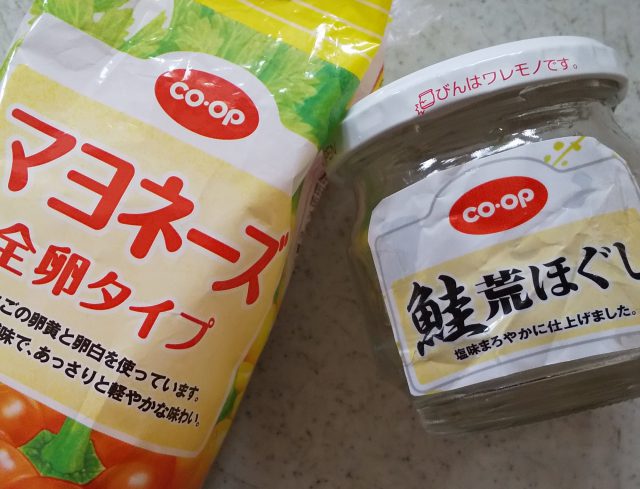 CO·OP
マヨネーズ
全卵タイプ
ごの卵黄と卵白を使っています。
味で、あっさりと軽やかな味わい。
びんはワレモノです。
CO·OP
鮭荒ほぐし
塩味まろやかに仕上げました。